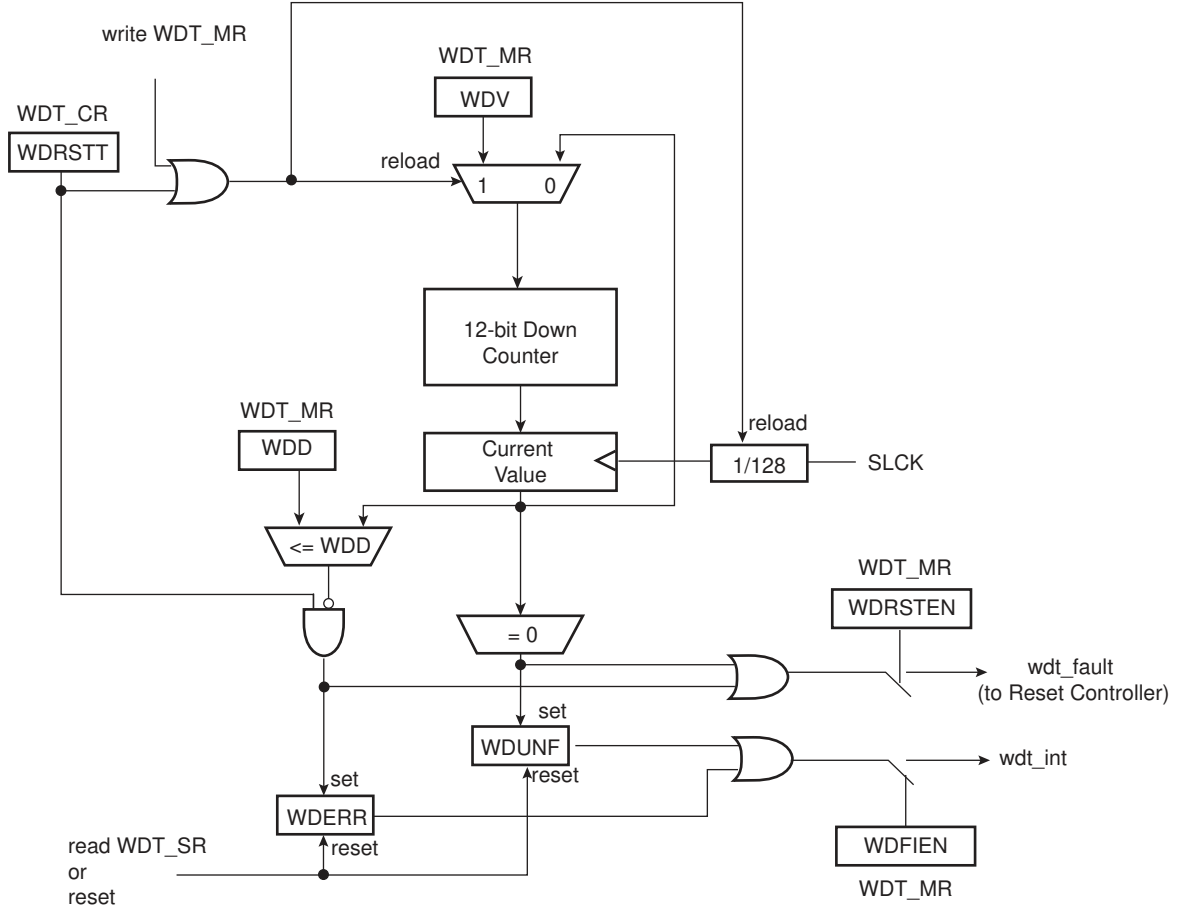 write WDT_MR
WDT_MR
WDV
WDT_CR
WDRSTT
reload
1 0
12-bit Down
Counter
WDT_MR
WDD
Current
Value
reload
1/128
SLCK
<= WDD
WDT_MR
WDRSTEN
= 0
wdt_fault
(to Reset Controller)
set
WDUNF
reset
wdt_int
set
WDERR
reset
read WDT_SR
or
reset
WDFIEN
WDT_MR